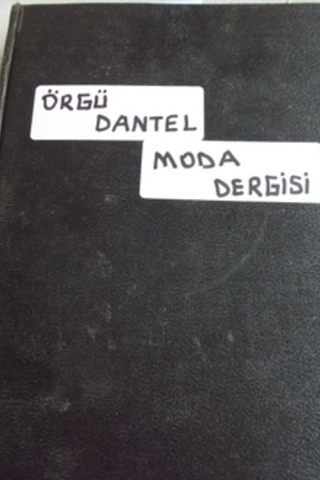 ÖRGÜ
DANTEL
MODA
DERGİSİ